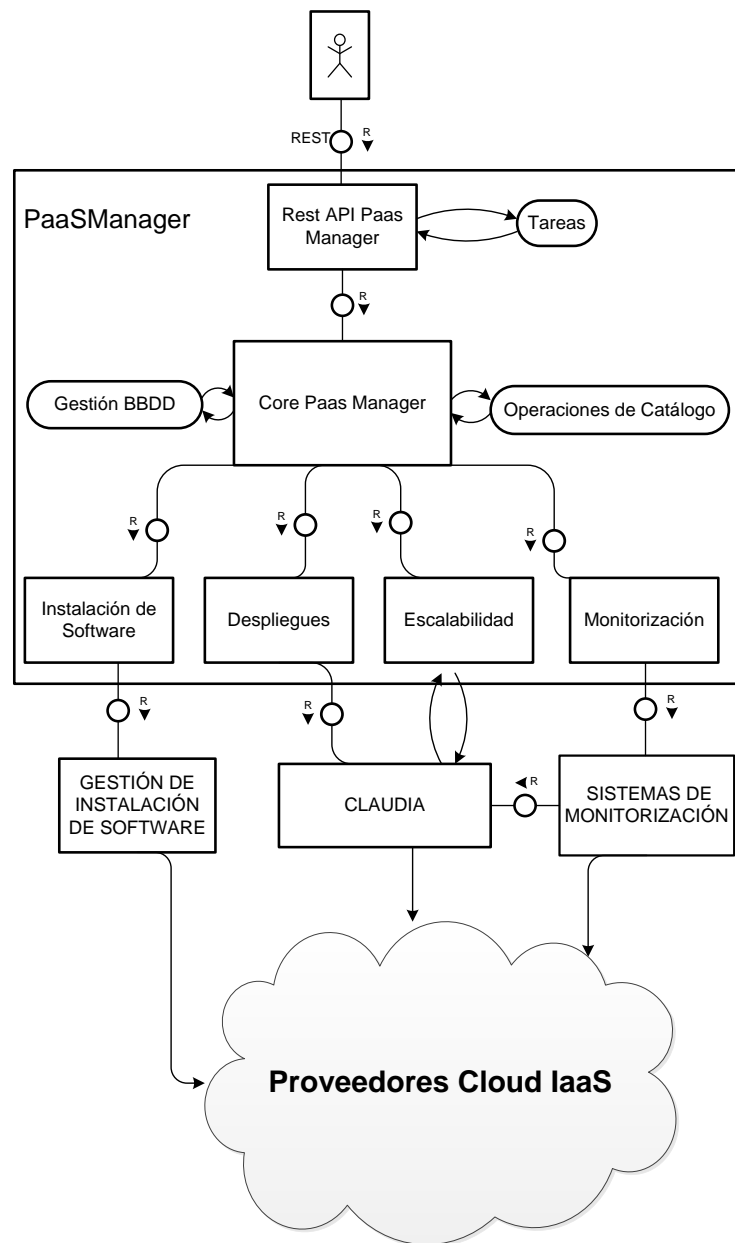 REST
R
PaaSManager
Rest API Paas
Manager
Tareas
R
Gestión BBDD
Core Paas Manager
Operaciones de Catálogo
R
R
R
R
Instalación de
Software
Despliegues
Escalabilidad
Monitorización
R
R
R
GESTIÓN DE
INSTALACIÓN
DE SOFTWARE
CLAUDIA
R
SISTEMAS DE
MONITORIZACIÓN
Proveedores Cloud IaaS